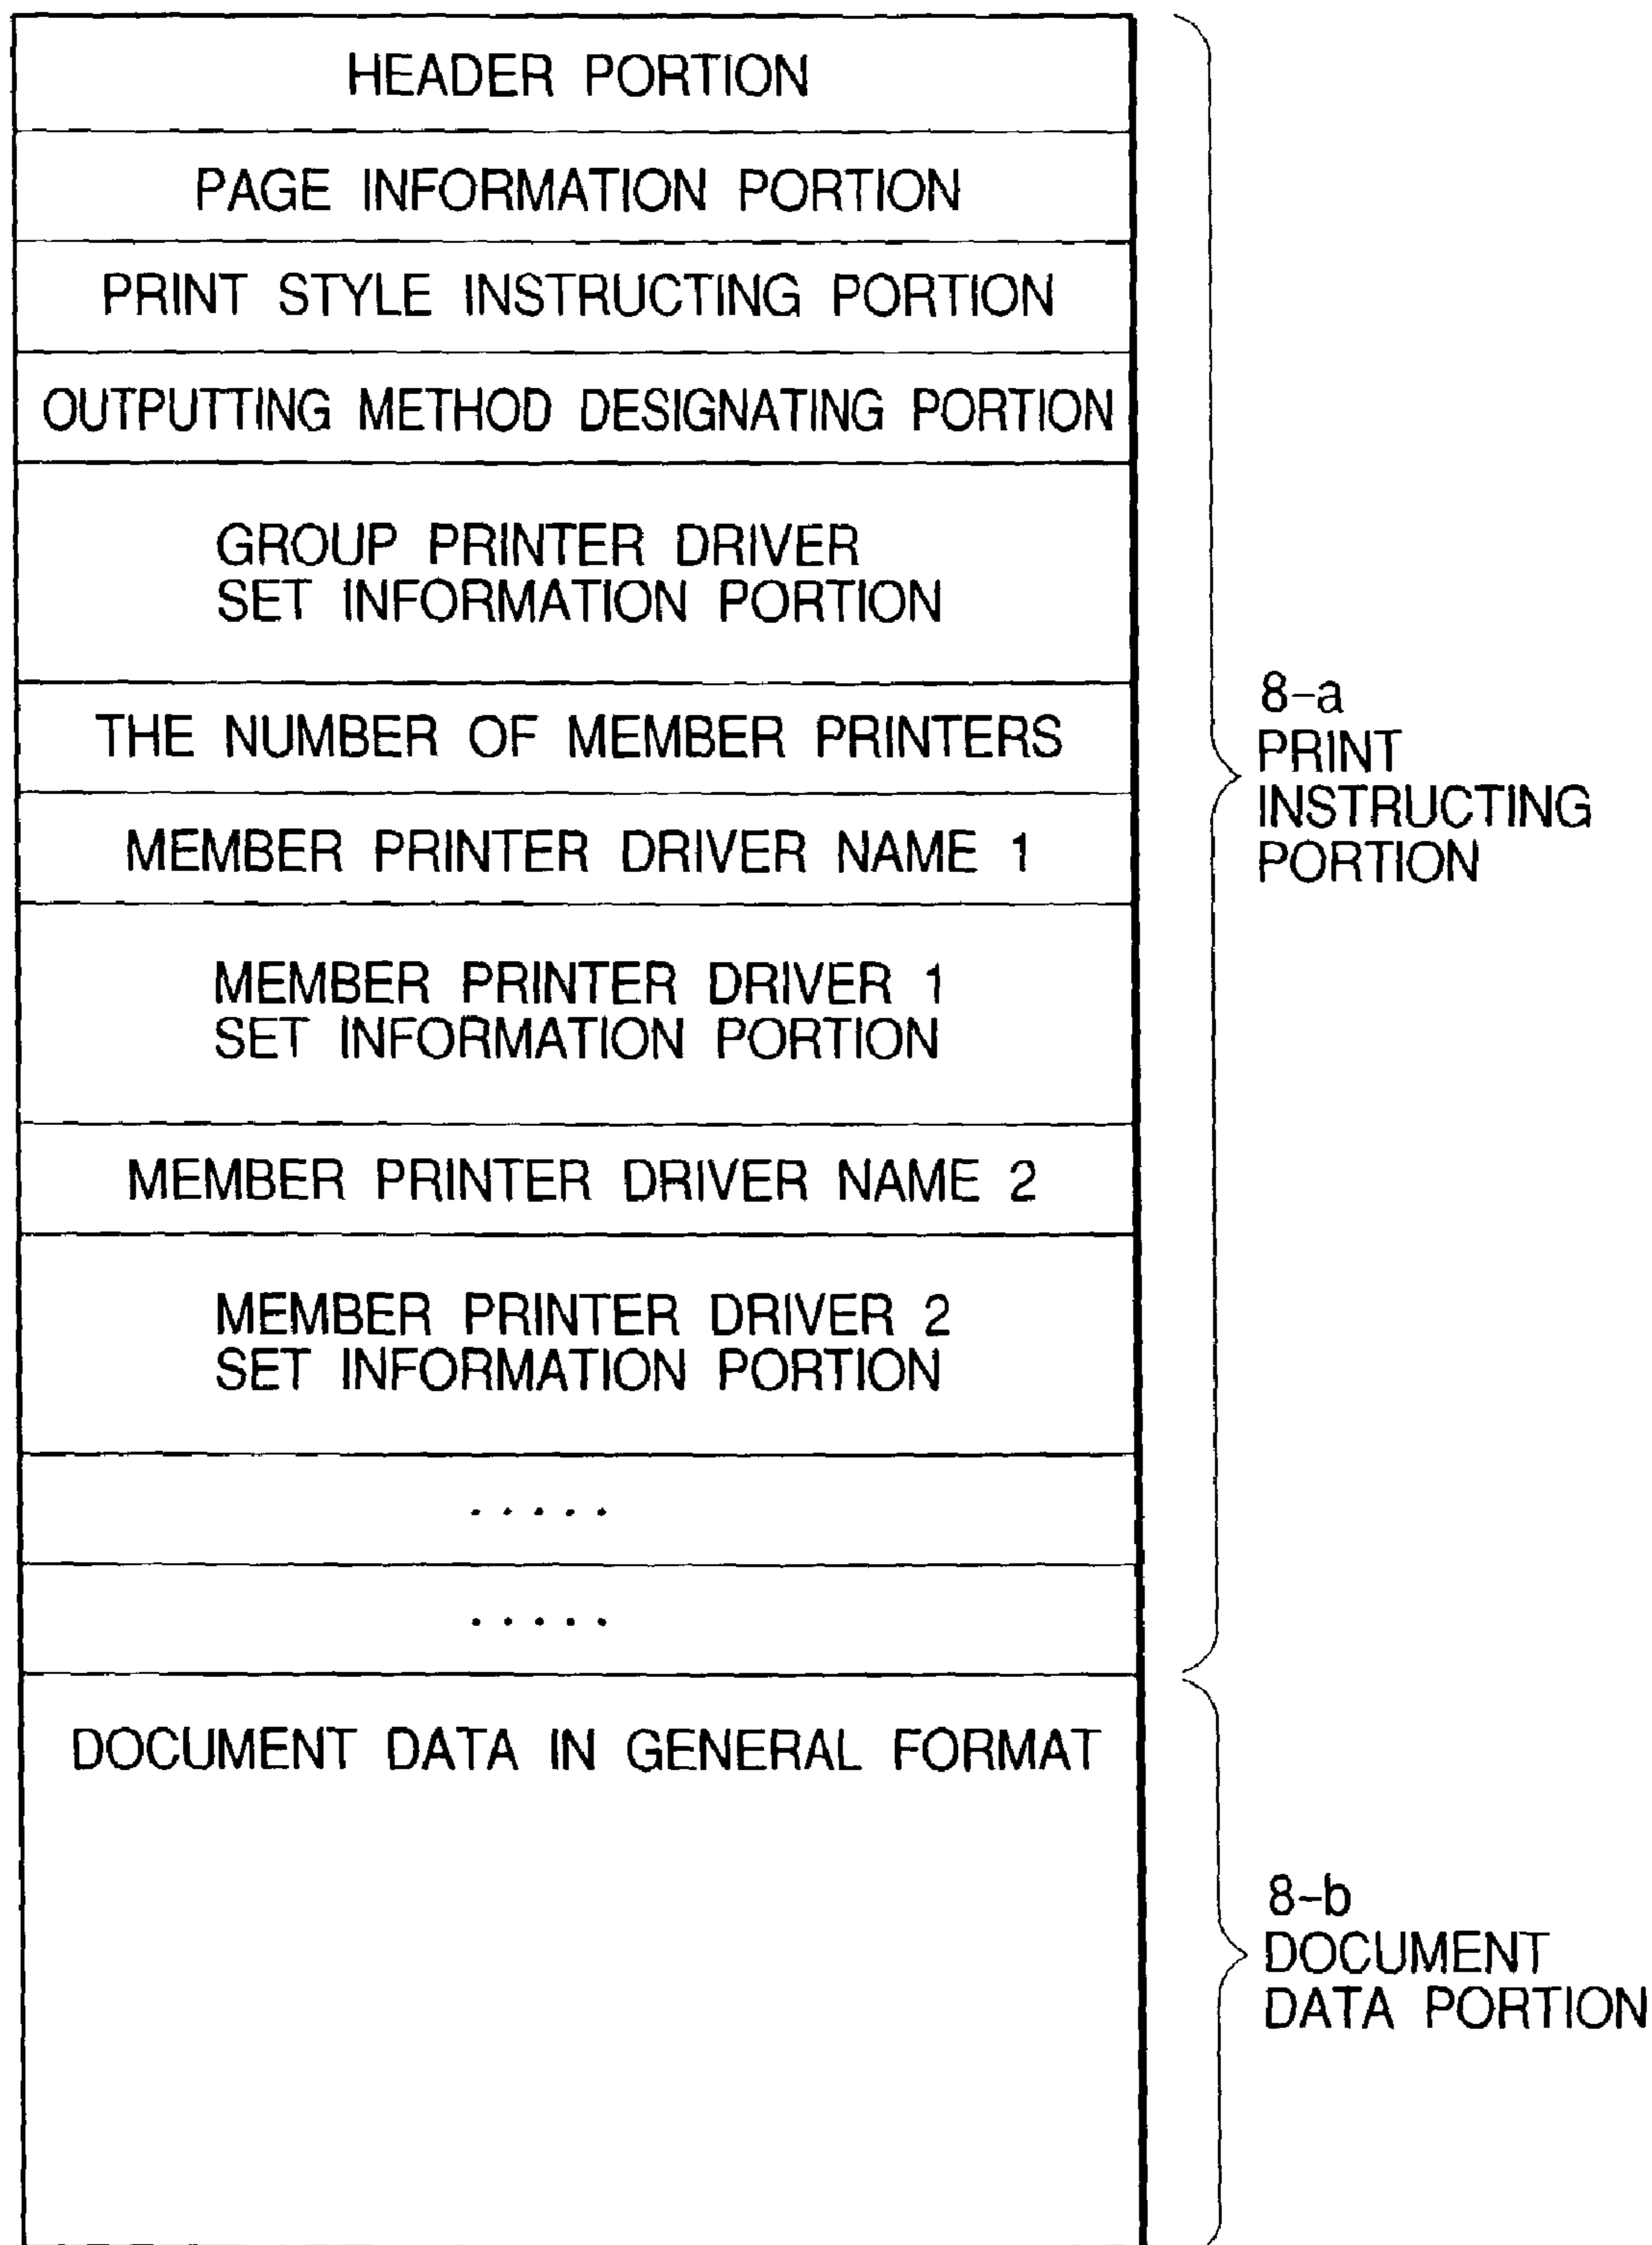 HEADER PORTION
PAGE INFORMATION PORTION
PRINT STYLE INSTRUCTING PORTION
OUTPUTTING METHOD DESIGNATING PORTION
GROUP PRINTER DRIVER
SET INFORMATION PORTION
THE NUMBER OF MEMBER PRINTERS
MEMBER PRINTER DRIVER NAME 1
MEMBER PRINTER DRIVER 1
SET INFORMATION PORTION
MEMBER PRINTER DRIVER NAME 2
MEMBER PRINTER DRIVER 2
SET INFORMATION PORTION
.....
.....
8-a
PRINT
INSTRUCTING
PORTION
DOCUMENT DATA IN GENERAL FORMAT
8-b
DOCUMENT
DATA PORTION